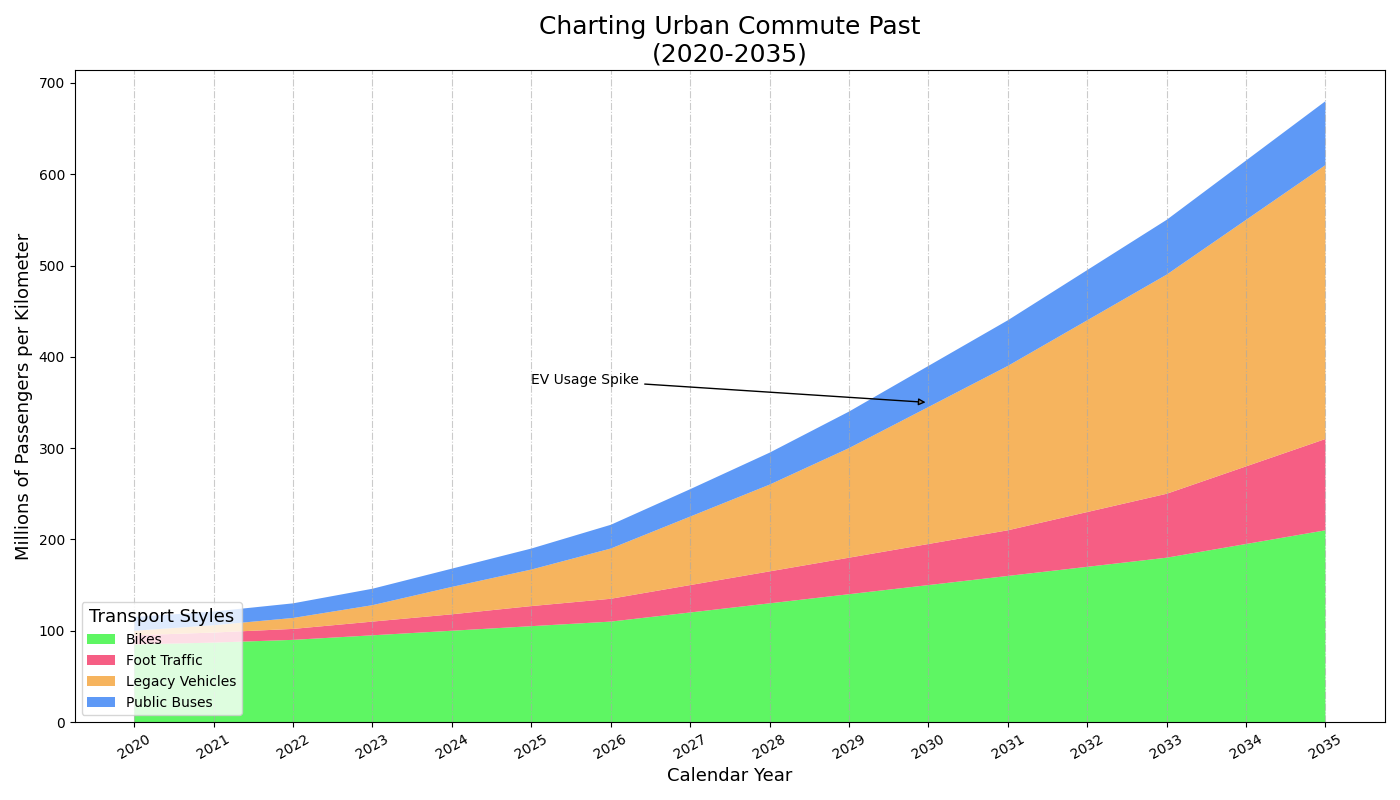 Charting Urban Commute Past
(2020-2035)
Millions of Passengers per Kilometer
700
600
500
400
300
200
100
0
EV Usage Spike
Transport Styles
Bikes
Foot Traffic
Legacy Vehicles
Public Buses
2020 2021 2022 2023 2024 2025 2026 2027 2028 2029 2030 2031 2032 2033 2034 2035
Calendar Year